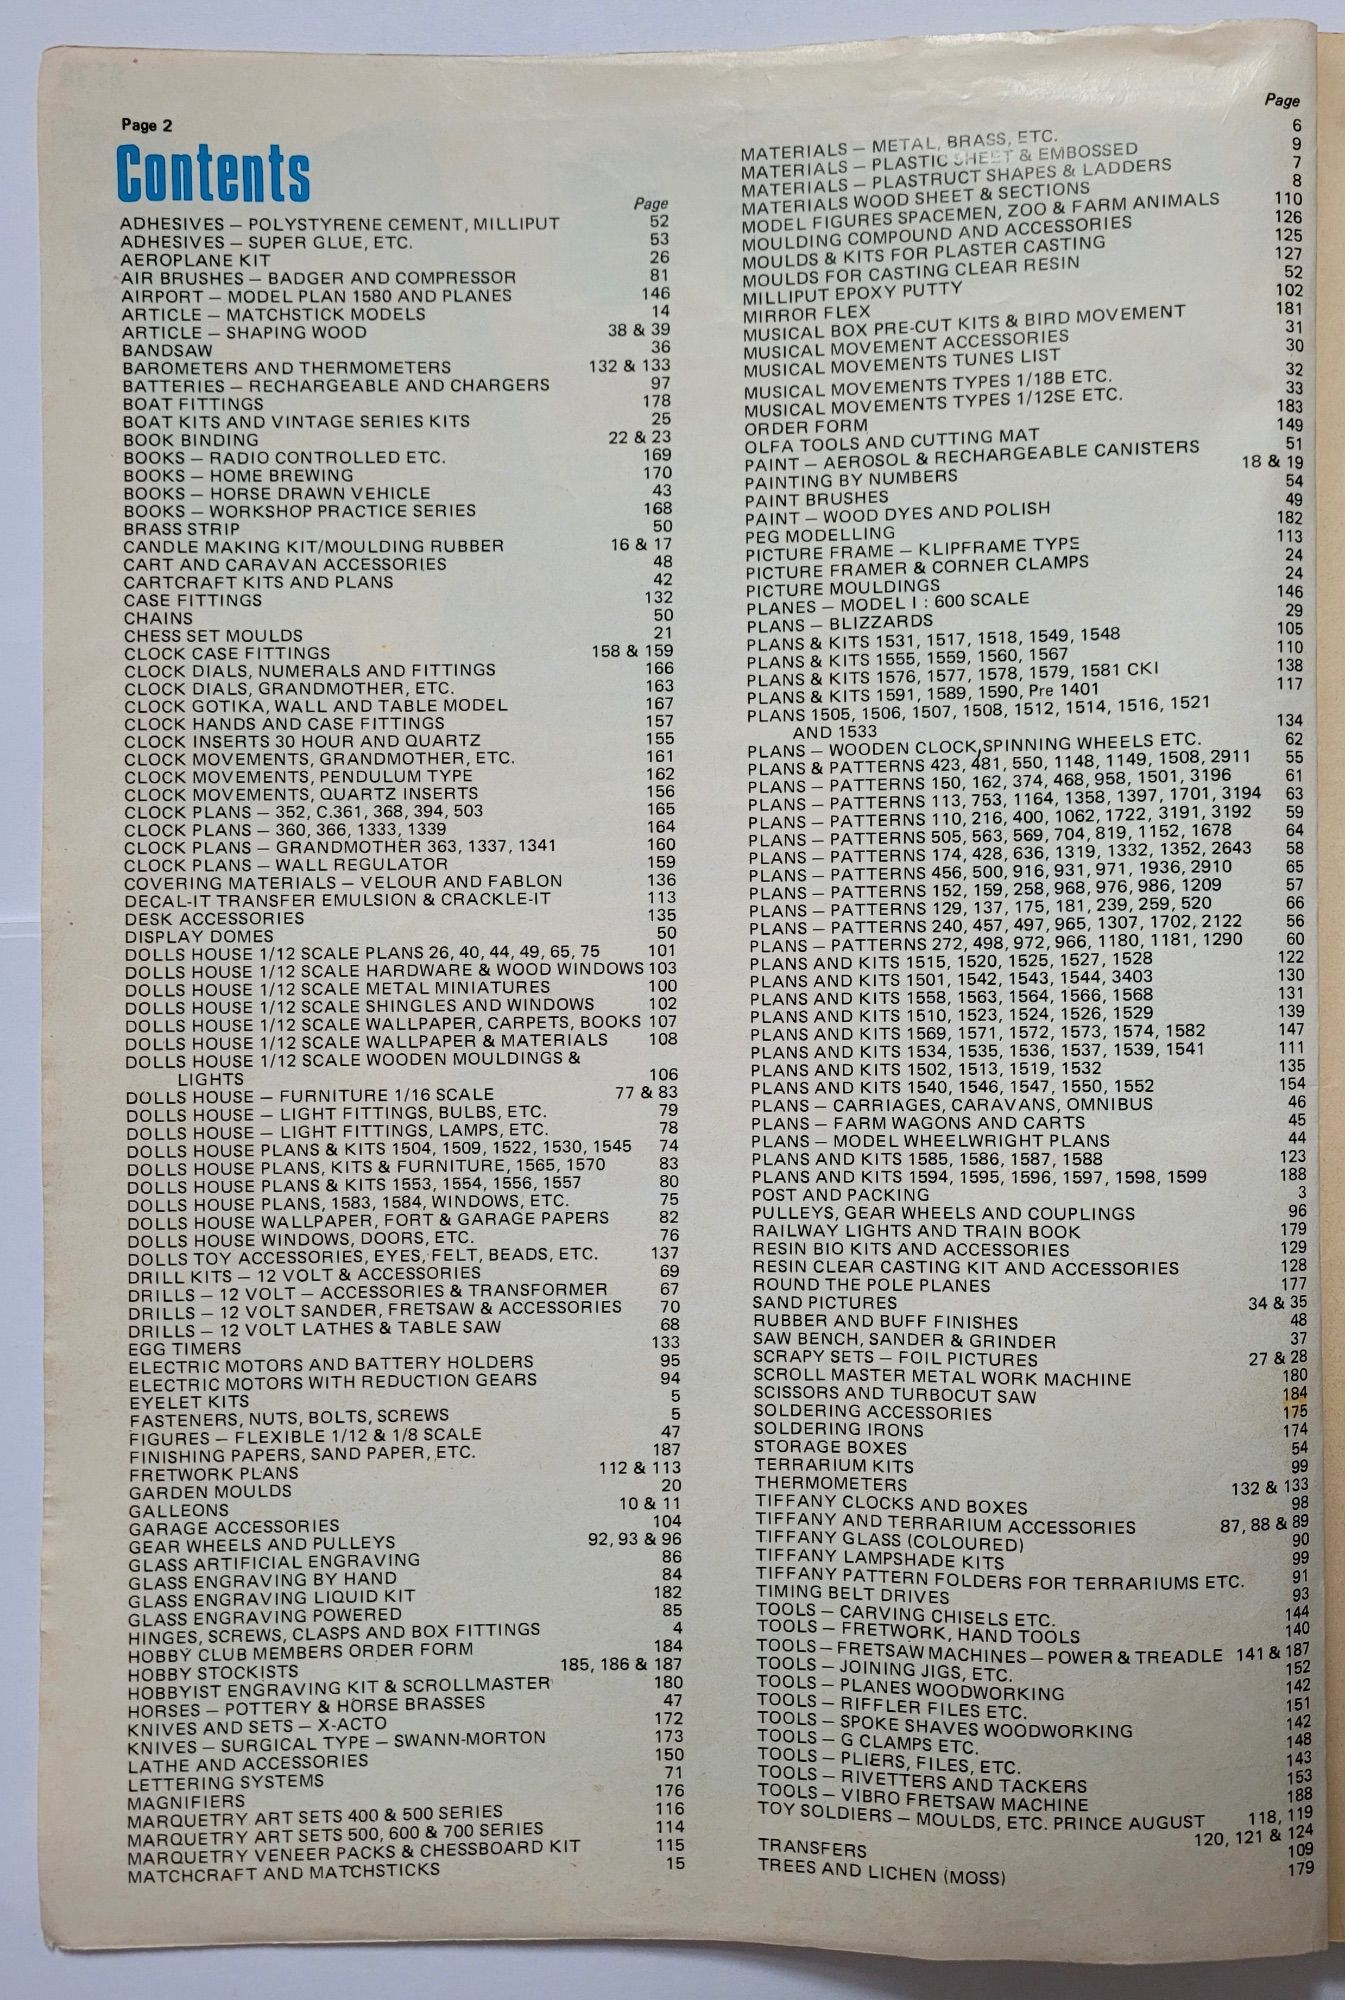 Page 2
Contents
Page
ADHESIVES – POLYSTYRENE CEMENT, MILLIPUT 52
ADHESIVES – SUPER GLUE, ETC. 53
AEROPLANE KIT 26
AIR BRUSHES – BADGER AND COMPRESSOR 81
AIRPORT – MODEL PLAN 1580 AND PLANES 146
ARTICLE – MATCHSTICK MODELS 14
ARTICLE – SHAPING WOOD 38 & 39
BANDSAW 36
BAROMETERS AND THERMOMETERS 132 & 133
BATTERIES – RECHARGEABLE AND CHARGERS 97
BOAT FITTINGS 178
BOAT KITS AND VINTAGE SERIES KITS 25
BOOK BINDING 22 & 23
BOOKS – RADIO CONTROLLED ETC. 169
BOOKS – HOME BREWING 170
BOOKS – HORSE DRAWN VEHICLE 43
BOOKS – WORKSHOP PRACTICE SERIES 168
BRASS STRIP 50
CANDLE MAKING KIT/MOULDING RUBBER 16 & 17
CART AND CARAVAN ACCESSORIES 48
CARTCRAFT KITS AND PLANS 42
CASE FITTINGS 132
CHAINS 50
CHESS SET MOULDS 21
CLOCK CASE FITTINGS 158 & 159
CLOCK DIALS, NUMERALS AND FITTINGS 166
CLOCK DIALS, GRANDMOTHER, ETC. 163
CLOCK GOTIKA, WALL AND TABLE MODEL 167
CLOCK HANDS AND CASE FITTINGS 157
CLOCK INSERTS 30 HOUR AND QUARTZ 155
CLOCK MOVEMENTS, GRANDMOTHER, ETC. 161
CLOCK MOVEMENTS, PENDULUM TYPE 162
CLOCK MOVEMENTS, QUARTZ INSERTS 156
CLOCK PLANS – 352, C.361, 368, 394, 503 165
CLOCK PLANS – 360, 366, 1333, 1339 164
CLOCK PLANS – GRANDMOTHER 363, 1337, 1341 160
CLOCK PLANS – WALL REGULATOR 159
COVERING MATERIALS – VELOUR AND FABLON 136
DECAL-IT TRANSFER EMULSION & CRACKLE-IT 113
DESK ACCESSORIES 135
DISPLAY DOMES 50
DOLLS HOUSE 1/12 SCALE PLANS 26, 40, 44, 49, 65, 75 101
DOLLS HOUSE 1/12 SCALE HARDWARE & WOOD WINDOWS 103
DOLLS HOUSE 1/12 SCALE METAL MINIATURES 100
DOLLS HOUSE 1/12 SCALE SHINGLES AND WINDOWS 102
DOLLS HOUSE 1/12 SCALE WALLPAPER, CARPETS, BOOKS 107
DOLLS HOUSE 1/12 SCALE WALLPAPER & MATERIALS 108
DOLLS HOUSE 1/12 SCALE WOODEN MOULDINGS &
LIGHTS 106
DOLLS HOUSE – FURNITURE 1/16 SCALE 77 & 83
DOLLS HOUSE – LIGHT FITTINGS, BULBS, ETC. 79
DOLLS HOUSE – LIGHT FITTINGS, LAMPS, ETC. 78
DOLLS HOUSE PLANS & KITS 1504, 1509, 1522, 1530, 1545 74
DOLLS HOUSE PLANS, KITS & FURNITURE, 1565, 1570 83
DOLLS HOUSE PLANS & KITS 1553, 1554, 1556, 1557 80
DOLLS HOUSE PLANS, 1583, 1584, WINDOWS, ETC. 75
DOLLS HOUSE WALLPAPER, FORT & GARAGE PAPERS 82
DOLLS HOUSE WINDOWS, DOORS, ETC. 76
DOLLS TOY ACCESSORIES, EYES, FELT, BEADS, ETC. 137
DRILL KITS – 12 VOLT & ACCESSORIES 69
DRILLS – 12 VOLT – ACCESSORIES & TRANSFORMER 67
DRILLS – 12 VOLT SANDER, FRETSAW & ACCESSORIES 70
DRILLS – 12 VOLT LATHES & TABLE SAW 68
EGG TIMERS 133
ELECTRIC MOTORS AND BATTERY HOLDERS 95
ELECTRIC MOTORS WITH REDUCTION GEARS 94
EYELET KITS 5
FASTENERS, NUTS, BOLTS, SCREWS 5
FIGURES – FLEXIBLE 1/12 & 1/8 SCALE 47
FINISHING PAPERS, SAND PAPER, ETC. 187
FRETWORK PLANS 112 & 113
GARDEN MOULDS 20
GALLEONS 10 & 11
GARAGE ACCESSORIES 104
GEAR WHEELS AND PULLEYS 92, 93 & 96
GLASS ARTIFICIAL ENGRAVING 86
GLASS ENGRAVING BY HAND 84
GLASS ENGRAVING LIQUID KIT 182
GLASS ENGRAVING POWERED 85
HINGES, SCREWS, CLASPS AND BOX FITTINGS 4
HOBBY CLUB MEMBERS ORDER FORM 184
HOBBY STOCKISTS 185, 186 & 187
HOBBYIST ENGRAVING KIT & SCROLLMASTER 180
HORSES – POTTERY & HORSE BRASSES 47
KNIVES AND SETS – X-ACTO 172
KNIVES – SURGICAL TYPE – SWANN-MORTON 173
LATHE AND ACCESSORIES 150
LETTERING SYSTEMS 71
MAGNIFIERS 176
MARQUETRY ART SETS 400 & 500 SERIES 116
MARQUETRY ART SETS 500, 600 & 700 SERIES 114
MARQUETRY VENEER PACKS & CHESSBOARD KIT 115
MATCHCRAFT AND MATCHSTICKS 15
Page
MATERIALS – METAL, BRASS, ETC. 6
MATERIALS – PLASTIC SHEET & EMBOSSED 9
MATERIALS – PLASTRUCT SHAPES & LADDERS 7
MATERIALS WOOD SHEET & SECTIONS 8
MODEL FIGURES SPACEMEN, ZOO & FARM ANIMALS 110
MOULDING COMPOUND AND ACCESSORIES 126
MOULDS & KITS FOR PLASTER CASTING 125
MOULDS FOR CASTING CLEAR RESIN 127
MILLIPUT EPOXY PUTTY 52
MIRROR FLEX 102
MUSICAL BOX PRE-CUT KITS & BIRD MOVEMENT 181
MUSICAL MOVEMENT ACCESSORIES 31
MUSICAL MOVEMENTS TUNES LIST 30
MUSICAL MOVEMENTS TYPES 1/18B ETC. 32
MUSICAL MOVEMENTS TYPES 1/12SE ETC. 33
ORDER FORM 183
OLFA TOOLS AND CUTTING MAT 149
PAINT – AEROSOL & RECHARGEABLE CANISTERS 51
PAINTING BY NUMBERS 18 & 19
PAINT BRUSHES 54
PAINT – WOOD DYES AND POLISH 49
PEG MODELLING 182
PICTURE FRAME – KLIPFRAME TYPE 113
PICTURE FRAMER & CORNER CLAMPS 24
PICTURE MOULDINGS 24
PLANES – MODEL I : 600 SCALE 146
PLANS – BLIZZARDS 29
PLANS & KITS 1531, 1517, 1518, 1549, 1548 105
PLANS & KITS 1555, 1559, 1560, 1567 110
PLANS & KITS 1576, 1577, 1578, 1579, 1581 CKI 138
PLANS & KITS 1591, 1589, 1590, Pre 1401 117
PLANS 1505, 1506, 1507, 1508, 1512, 1514, 1516, 1521
AND 1533 134
PLANS – WOODEN CLOCK, SPINNING WHEELS ETC. 62
PLANS & PATTERNS 423, 481, 550, 1148, 1149, 1508, 2911 55
PLANS – PATTERNS 150, 162, 374, 468, 958, 1501, 3196 61
PLANS – PATTERNS 113, 753, 1164, 1358, 1397, 1701, 3194 63
PLANS – PATTERNS 110, 216, 400, 1062, 1722, 3191, 3192 59
PLANS – PATTERNS 505, 563, 569, 704, 819, 1152, 1678 64
PLANS – PATTERNS 174, 428, 636, 1319, 1332, 1352, 2643 58
PLANS – PATTERNS 456, 500, 916, 931, 971, 1936, 2910 65
PLANS – PATTERNS 152, 159, 258, 968, 976, 986, 1209 57
PLANS – PATTERNS 129, 137, 175, 181, 239, 259, 520 66
PLANS – PATTERNS 240, 457, 497, 965, 1307, 1702, 2122 56
PLANS – PATTERNS 272, 498, 972, 966, 1180, 1181, 1290 60
PLANS AND KITS 1515, 1520, 1525, 1527, 1528 122
PLANS AND KITS 1501, 1542, 1543, 1544, 3403 130
PLANS AND KITS 1558, 1563, 1564, 1566, 1568 131
PLANS AND KITS 1510, 1523, 1524, 1526, 1529 139
PLANS AND KITS 1569, 1571, 1572, 1573, 1574, 1582 147
PLANS AND KITS 1534, 1535, 1536, 1537, 1539, 1541 111
PLANS AND KITS 1502, 1513, 1519, 1532 135
PLANS AND KITS 1540, 1546, 1547, 1550, 1552 154
PLANS – CARRIAGES, CARAVANS, OMNIBUS 46
PLANS – FARM WAGONS AND CARTS 45
PLANS – MODEL WHEELWRIGHT PLANS 44
PLANS AND KITS 1585, 1586, 1587, 1588 123
PLANS AND KITS 1594, 1595, 1596, 1597, 1598, 1599 188
POST AND PACKING 3
PULLEYS, GEAR WHEELS AND COUPLINGS 96
RAILWAY LIGHTS AND TRAIN BOOK 179
RESIN BIO KITS AND ACCESSORIES 129
RESIN CLEAR CASTING KIT AND ACCESSORIES 128
ROUND THE POLE PLANES 177
SAND PICTURES 34 & 35
RUBBER AND BUFF FINISHES 48
SAW BENCH, SANDER & GRINDER 37
SCRAPY SETS – FOIL PICTURES 27 & 28
SCROLL MASTER METAL WORK MACHINE 180
SCISSORS AND TURBOCUT SAW 184
SOLDERING ACCESSORIES 175
SOLDERING IRONS 174
STORAGE BOXES 54
TERRARIUM KITS 99
THERMOMETERS 132 & 133
TIFFANY CLOCKS AND BOXES 98
TIFFANY AND TERRARIUM ACCESSORIES 87, 88 & 89
TIFFANY GLASS (COLOURED) 90
TIFFANY LAMPSHADE KITS 99
TIFFANY PATTERN FOLDERS FOR TERRARIUMS ETC. 91
TIMING BELT DRIVES 93
TOOLS – CARVING CHISELS ETC. 144
TOOLS – FRETWORK, HAND TOOLS 140
TOOLS – FRETSAW MACHINES – POWER & TREADLE 141 & 187
TOOLS – JOINING JIGS, ETC. 152
TOOLS – PLANES WOODWORKING 142
TOOLS – RIFFLER FILES ETC. 151
TOOLS – SPOKE SHAVES WOODWORKING 142
TOOLS – G CLAMPS ETC. 148
TOOLS – PLIERS, FILES, ETC. 143
TOOLS – RIVETTERS AND TACKERS 153
TOOLS – VIBRO FRETSAW MACHINE 188
TOY SOLDIERS – MOULDS, ETC. PRINCE AUGUST 118, 119
120, 121 & 124
TRANSFERS 109
TREES AND LICHEN (MOSS) 179